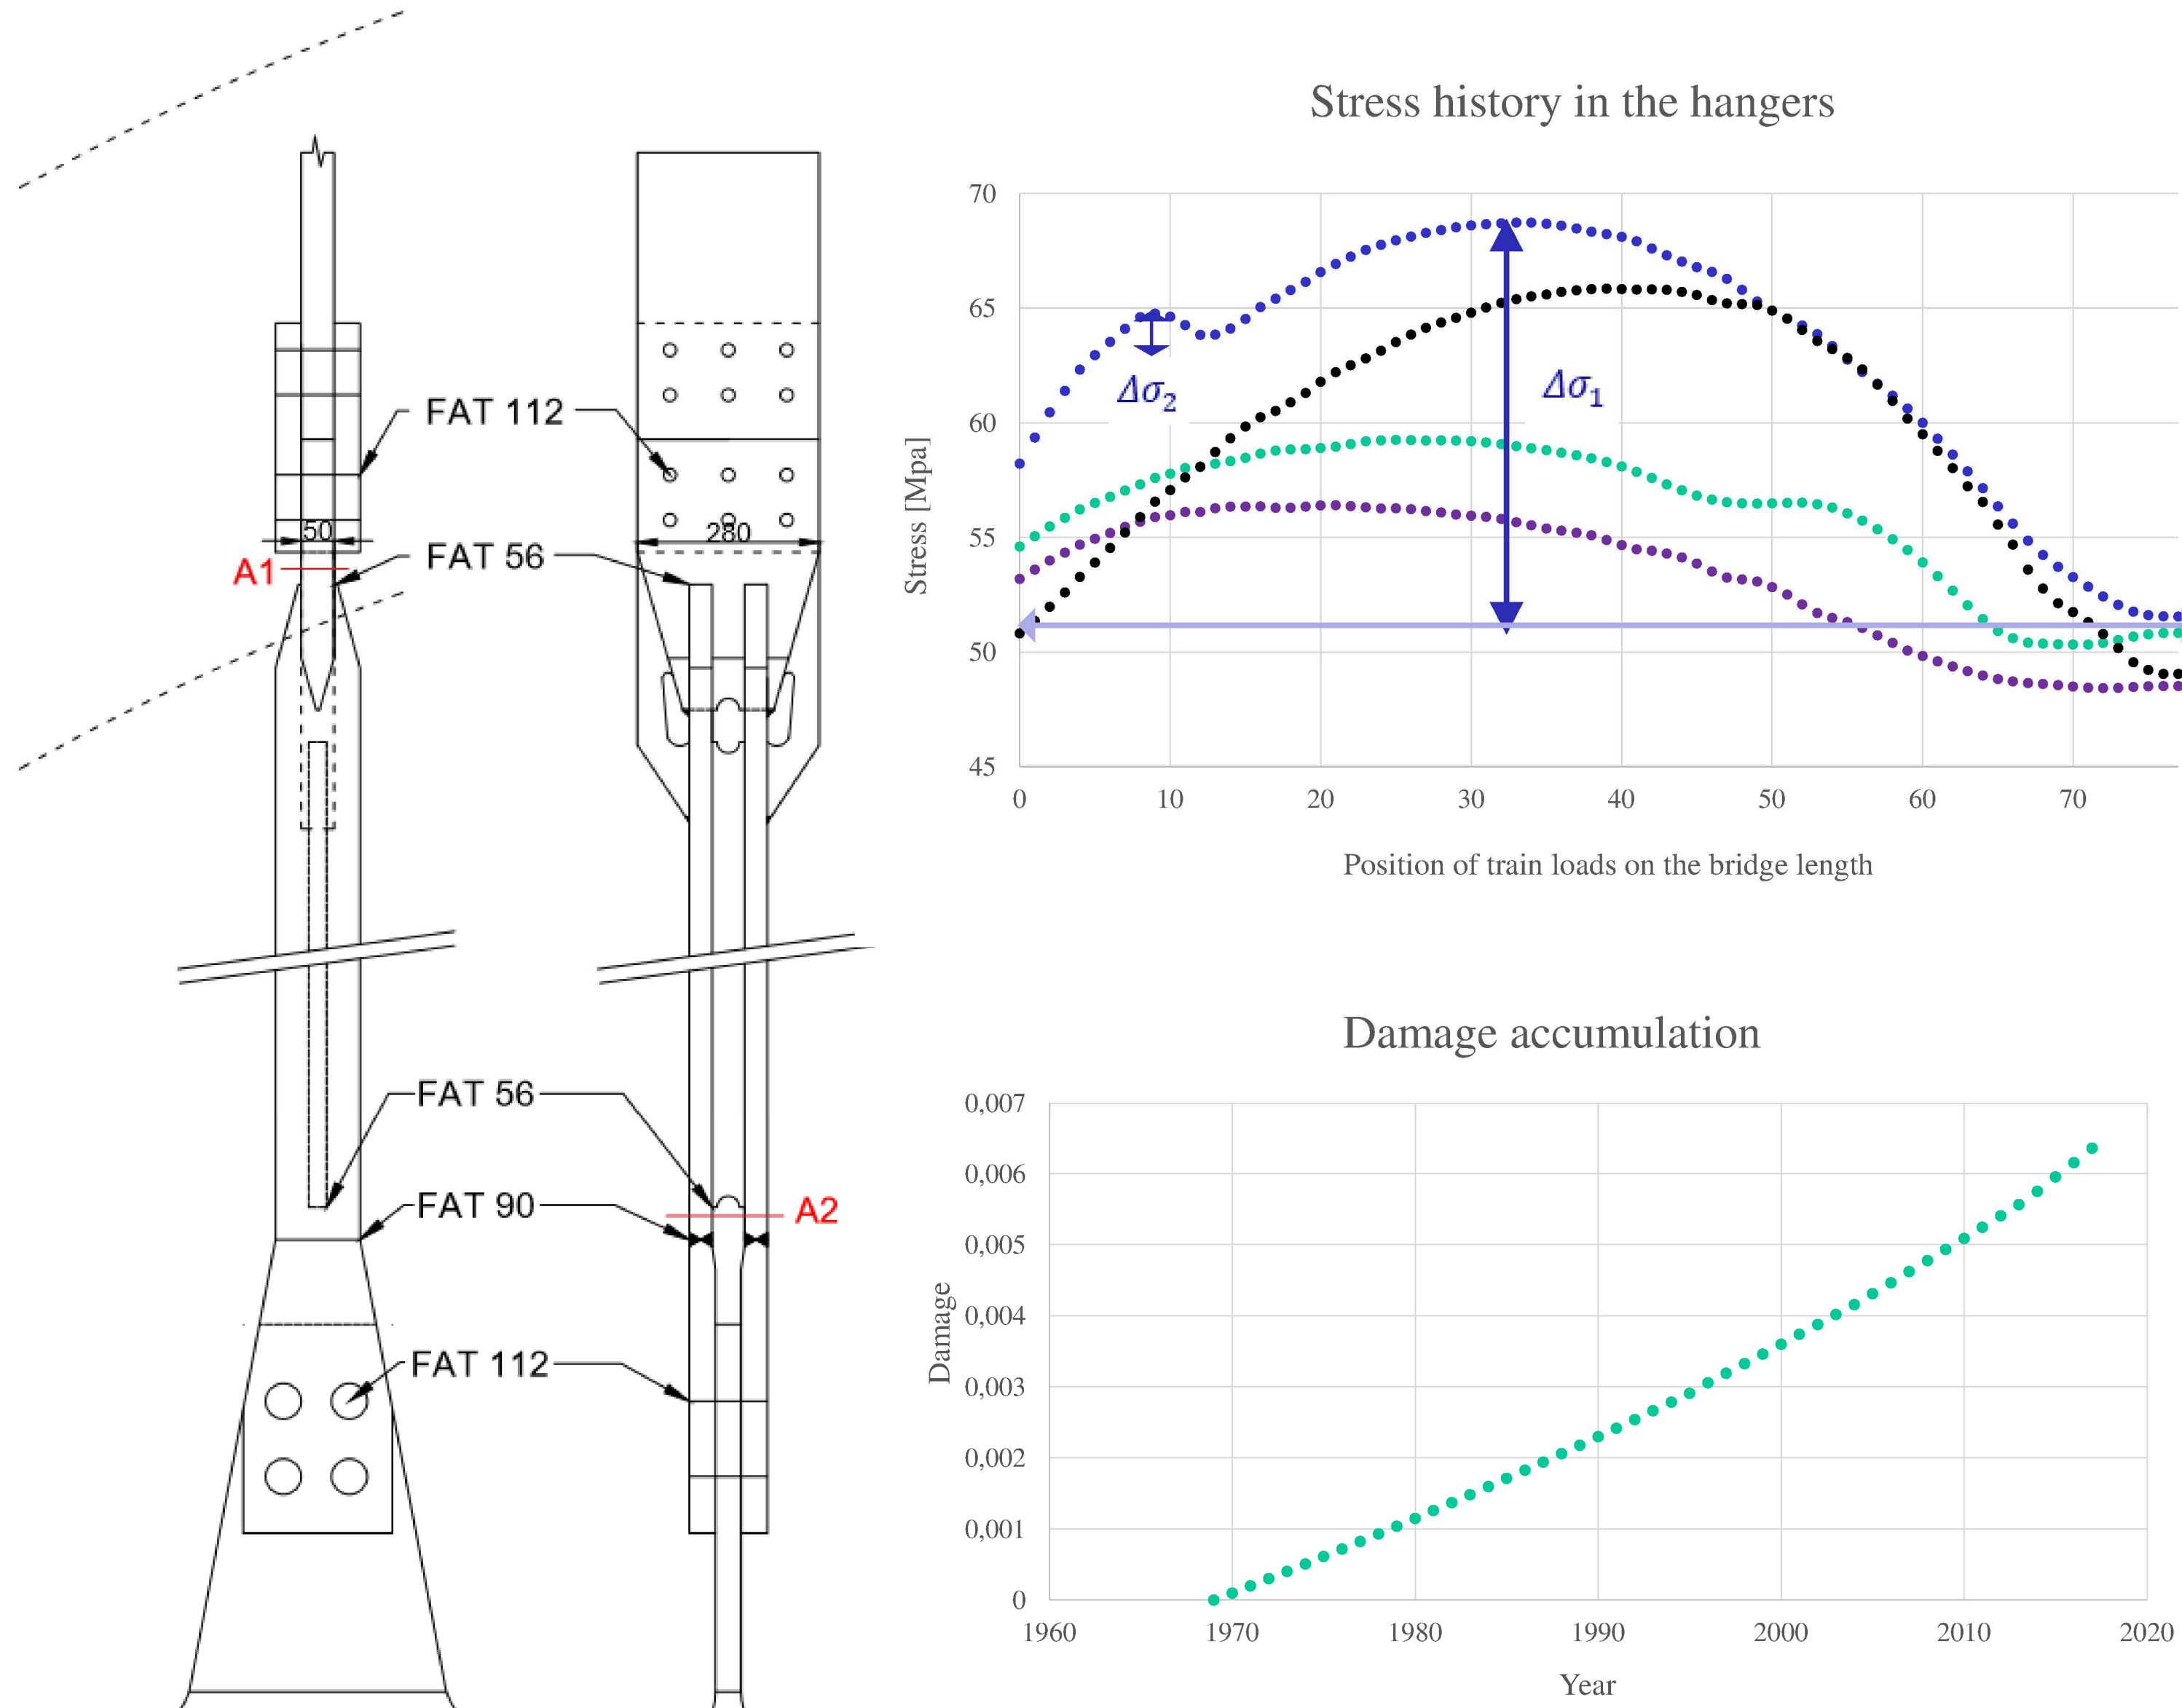 FAT 112
50
280
A1
FAT 56
FAT 56
FAT 90
A2
FAT 112
Stress history in the hangers
Stress [Mpa]
70
65
60
55
50
45
Δσ2
Δσ1
0 10 20 30 40 50 60 70
Position of train loads on the bridge length
Damage accumulation
Damage
0,007
0,006
0,005
0,004
0,003
0,002
0,001
0
1960 1970 1980 1990 2000 2010 2020
Year